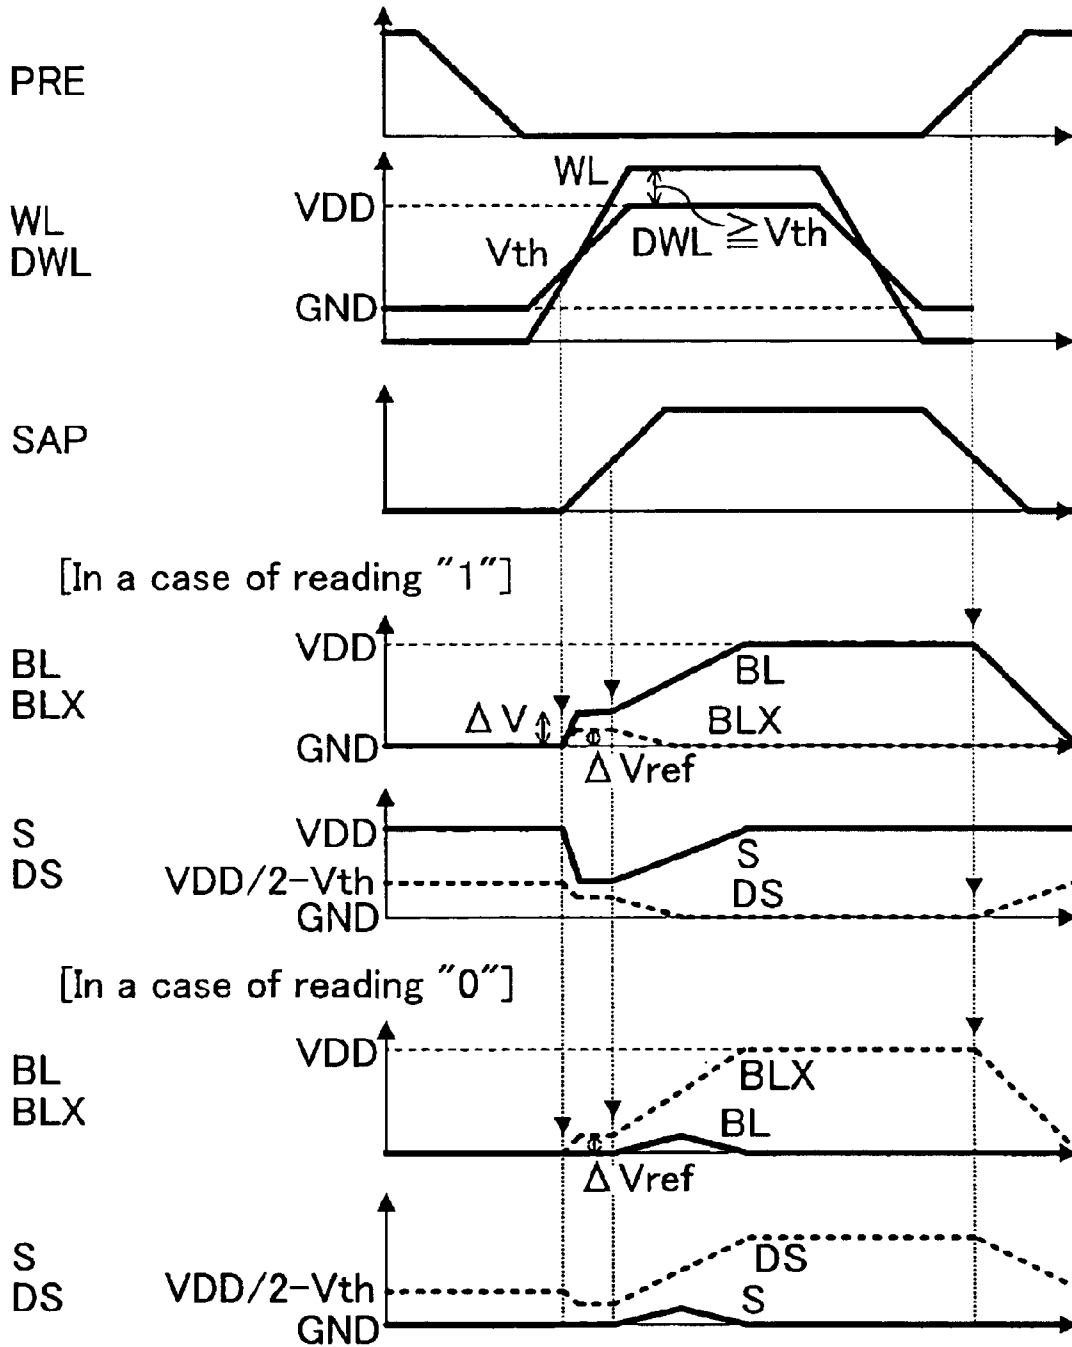 PRE
WL
DWL
VDD
GND
WL
Vth
DWL ≧ Vth
SAP
[In a case of reading "1"]
BL
BLX
VDD
GND
ΔV
BL
BLX
ΔVref
S
DS
VDD
VDD/2-Vth
GND
S
DS
[In a case of reading "0"]
BL
BLX
VDD
BLX
BL
ΔVref
S
DS
VDD/2-Vth
GND
DS
S